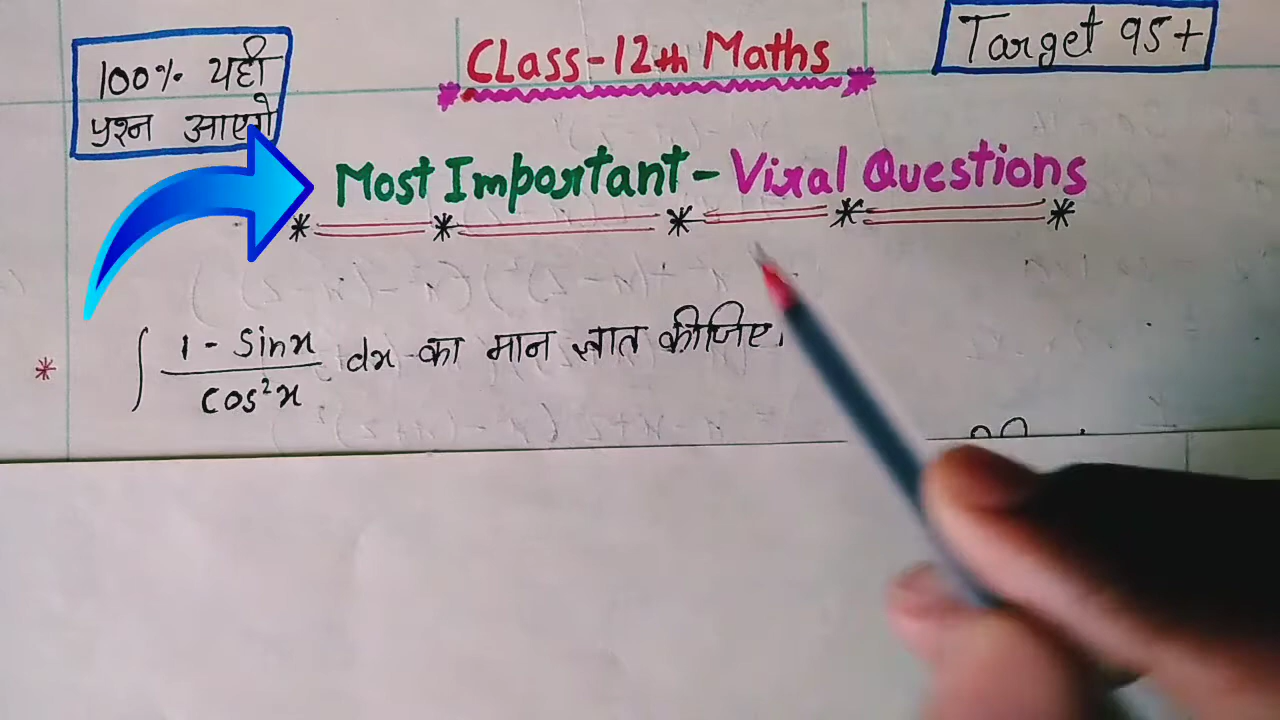 100% यही
प्रश्न आएगे
Class-12th Maths
Target 95+
Most Important - Viral Questions
* ∫ (1 - Sinx)/(cos²x) dx का मान ज्ञात कीजिए।